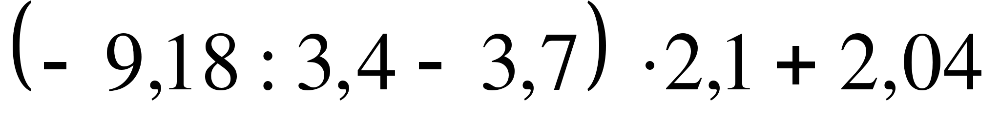 (- 9,18 : 3,4 - 3,7) ·2,1 + 2,04